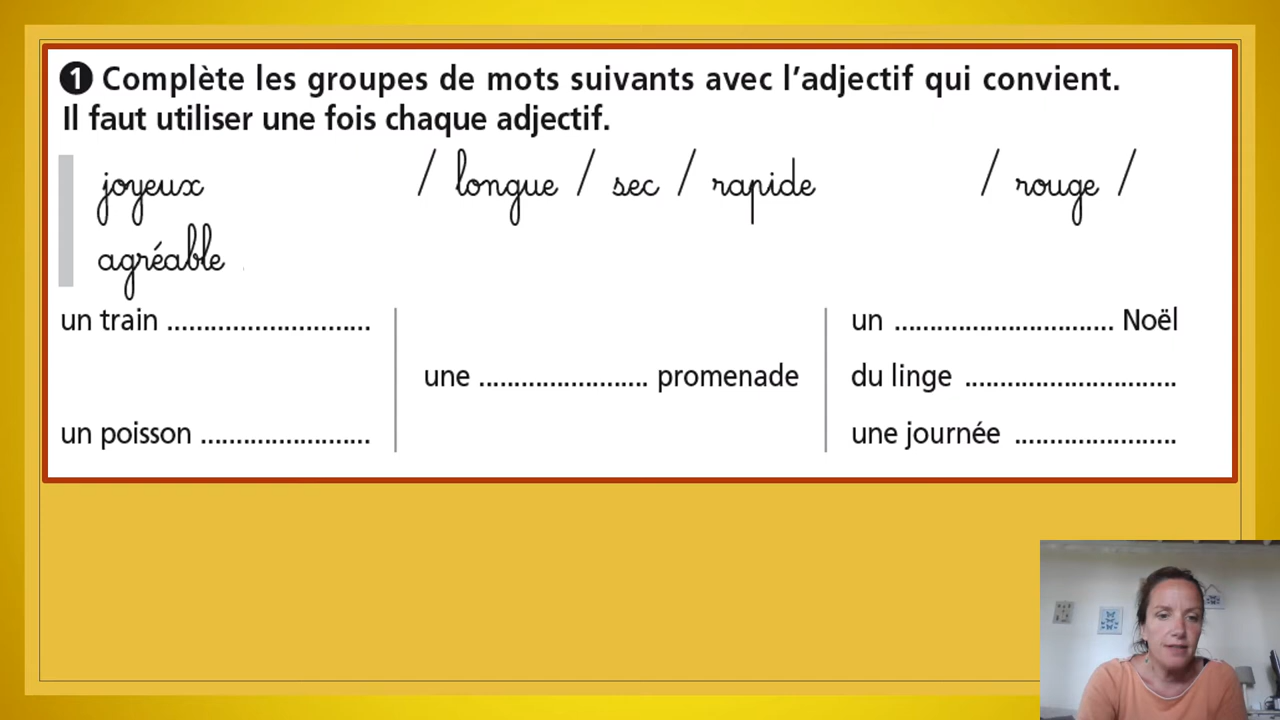 1 Complète les groupes de mots suivants avec l’adjectif qui convient.
Il faut utiliser une fois chaque adjectif.
joyeux / longue / sec / rapide / rouge /
agréable
un train ............................
un poisson ........................
une ....................... promenade
un .............................. Noël
du linge .............................
une journée ......................